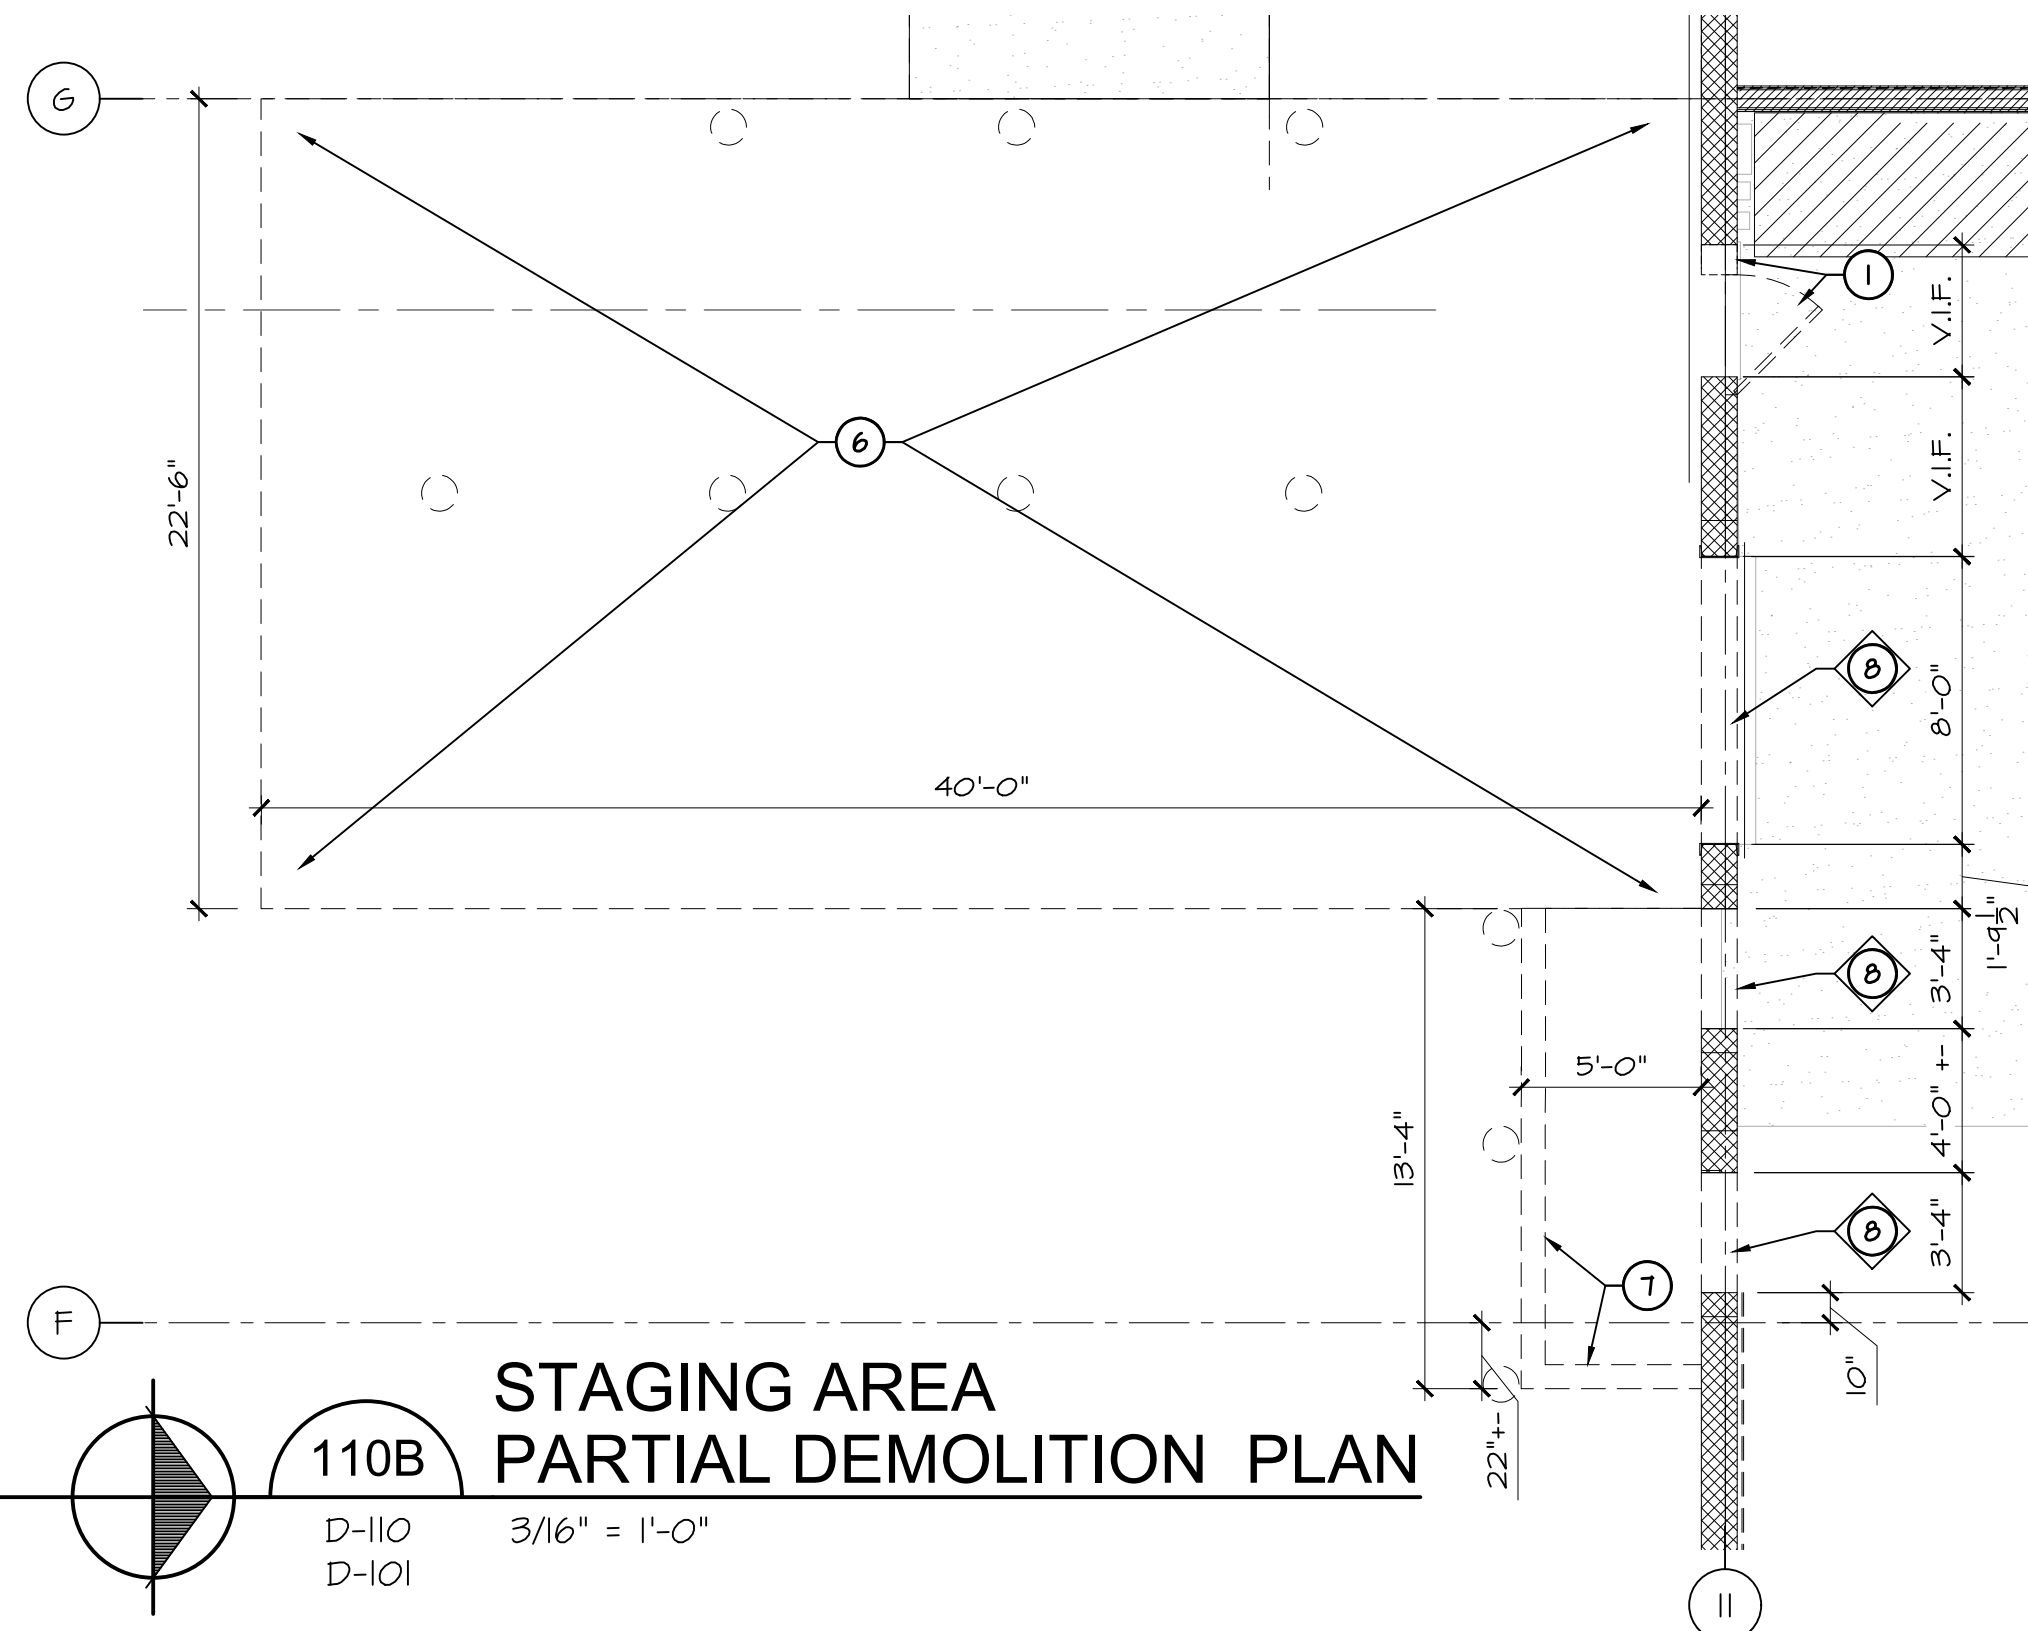 G
1
V.I.F.
6
V.I.F.
22'-6"
8
8'-0"
40'-0"
1'-9 1/2"
8
3'-4"
5'-0"
4'-0" +-
13'-4"
8
3'-4"
7
F
10"
22"+-
STAGING AREA
110B
PARTIAL DEMOLITION PLAN
D-110
3/16" = 1'-0"
D-101
11